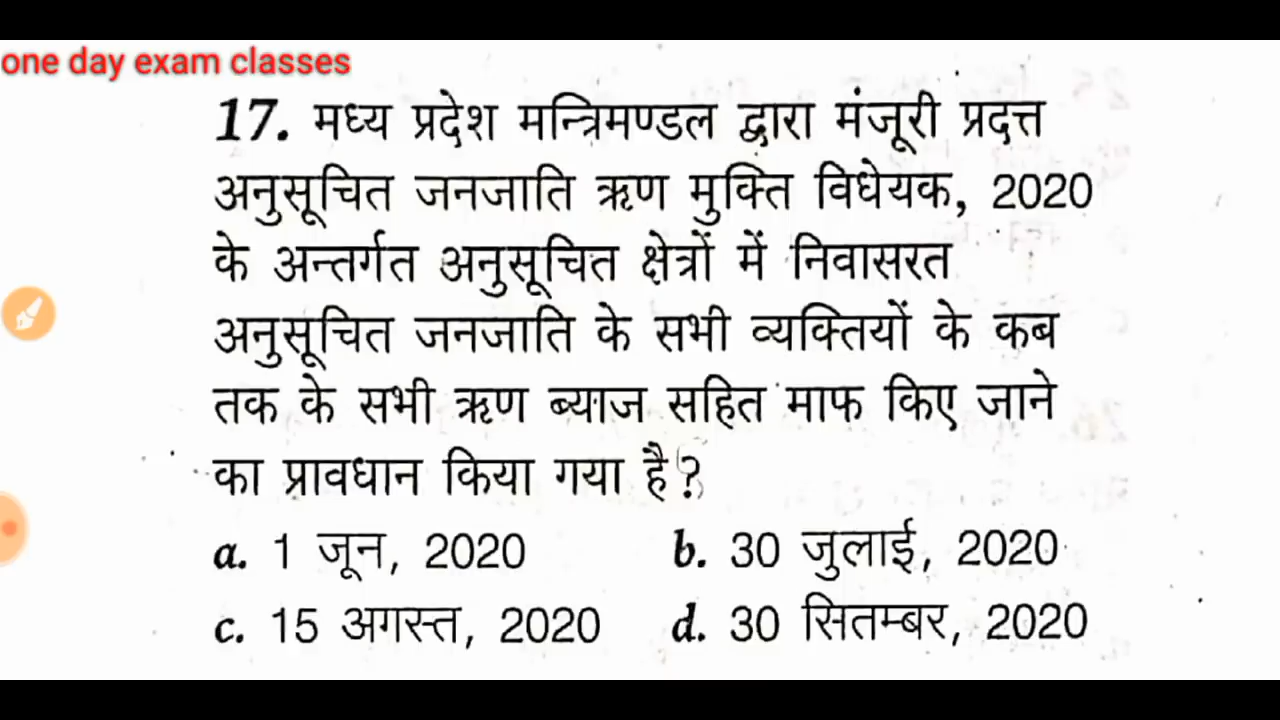 one day exam classes
17. मध्य प्रदेश मन्त्रिमण्डल द्वारा मंजूरी प्रदत्त
अनुसूचित जनजाति ऋण मुक्ति विधेयक, 2020
के अन्तर्गत अनुसूचित क्षेत्रों में निवासरत
अनुसूचित जनजाति के सभी व्यक्तियों के कब
तक के सभी ऋण ब्याज सहित माफ किए जाने
का प्रावधान किया गया है?
a. 1 जून, 2020 b. 30 जुलाई, 2020
c. 15 अगस्त, 2020 d. 30 सितम्बर, 2020